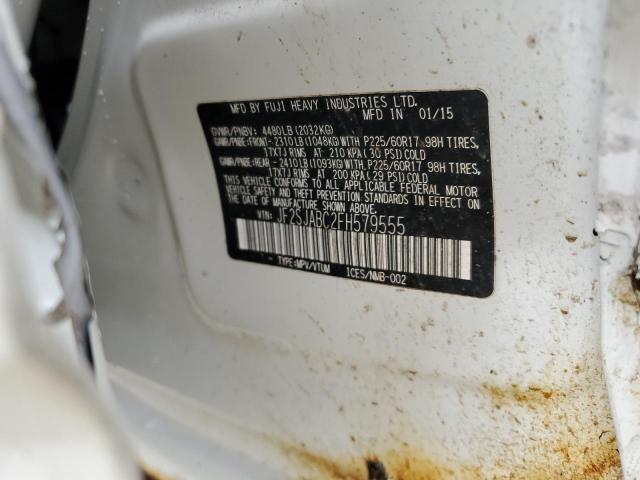 MFD BY FUJI HEAVY INDUSTRIES LTD.
MFD IN 01/15
GVWR/PNBV: 4480LB(2032KG)
GAWR/PNBE:FRONT- 2310LB(1048KG)WITH P225/60R17 98H TIRES,
17X7J RIMS AT 210 KPA(30 PSI)COLD
GAWR/PNBE:REAR -2410LB(1093KG)WITH P225/60R17 98H TIRES,
17X7J RIMS AT 200 KPA(29 PSI)COLD
THIS VEHICLE CONFORMS TO ALL APPLICABLE FEDERAL MOTOR
VEHICLE SAFETY AND THEFT PREVENTION STANDARDS IN EFFECT ON
THE DATE OF MANUFACTURE SHOWN ABOVE.
VIN: JF2SJABC2FH579555
- TYPE:MPV/VTUM 1CES/NMB-002